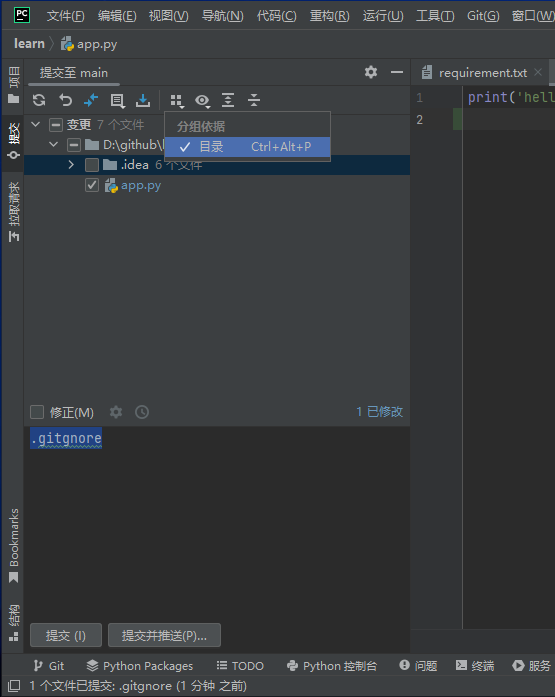 PC 文件(F) 编辑(E) 视图(V) 导航(N) 代码(C) 重构(R) 运行(U) 工具(T) Git(G) 窗口(W)
learn app.py
项目
提交
拉取请求
Bookmarks
结构
提交至 main
变更 7 个文件
分组依据
目录 Ctrl+Alt+P
D:\github\
.idea 6 个文件
app.py
requirement.txt
1 print('hell
2
修正(M) 1 已修改
.gitgnore
提交 (I) 提交并推送(P)...
Git Python Packages TODO Python 控制台 问题 终端 服务
1 个文件已提交: .gitgnore (1 分钟 之前)